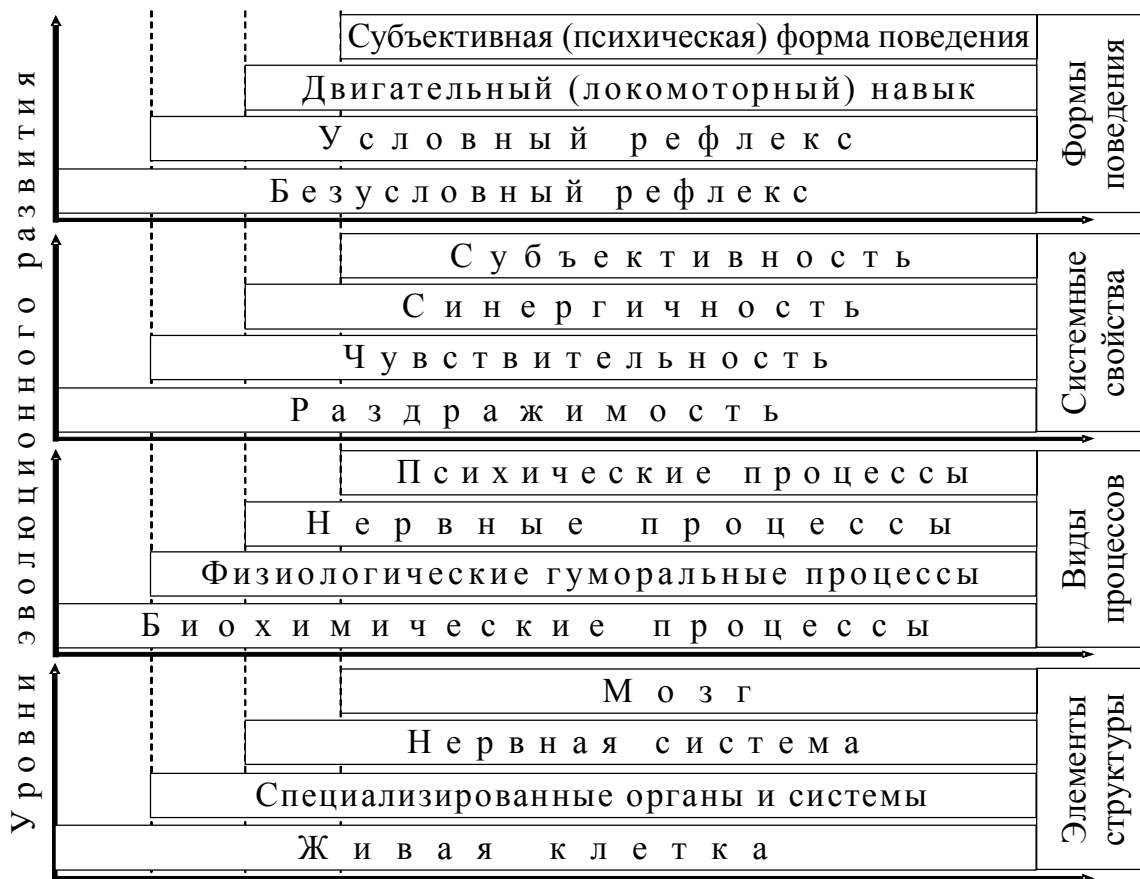 Уровни эволюционного развития
Субъективная (психическая) форма поведения
Двигательный (локомоторный) навык
Условный рефлекс
Безусловный рефлекс
Формы
поведения
Субъективность
Синергичность
Чувствительность
Раздражимость
Системные
свойства
Психические процессы
Нервные процессы
Физиологические гуморальные процессы
Биохимические процессы
Виды
процессов
Мозг
Нервная система
Специализированные органы и системы
Живая клетка
Элементы
структуры